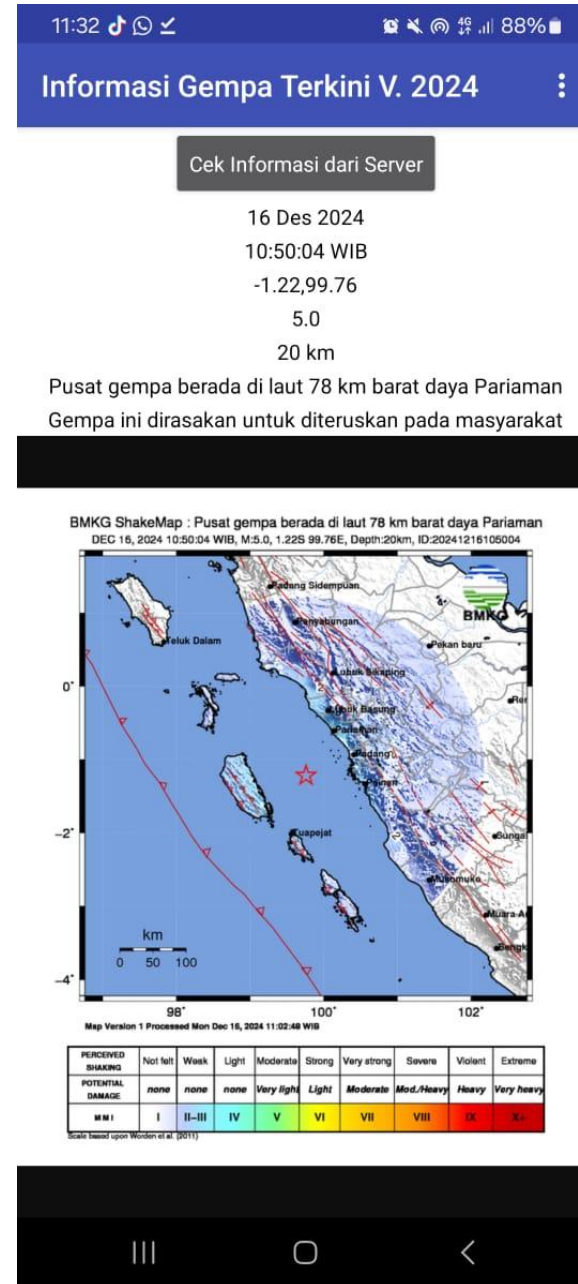 11:32
4G
88%
Informasi Gempa Terkini V. 2024
Cek Informasi dari Server
16 Des 2024
10:50:04 WIB
-1.22,99.76
5.0
20 km
Pusat gempa berada di laut 78 km barat daya Pariaman
Gempa ini dirasakan untuk diteruskan pada masyarakat
BMKG ShakeMap : Pusat gempa berada di laut 78 km barat daya Pariaman
DEC 16, 2024 10:50:04 WIB, M:5.0, 1.22S 99.76E, Depth:20km, ID:20241216105004
Padang Sidempuan
BMKG
Panyabungan
Teluk Dalam
Pekan baru
Lubuk Sikaping
0°
2
Lubuk Basung
Pariaman
Padang
Painan
−2°
Tuapejat
2
Sunga
Mukomuko
Muara A
km
0 50 100
Bengk
−4°
98° 100° 102°
Map Version 1 Processed Mon Dec 16, 2024 11:02:48 WIB
PERCEIVED SHAKING Not felt Weak Light Moderate Strong Very strong Severe Violent Extreme
POTENTIAL DAMAGE none none none Very light Light Moderate Mod./Heavy Heavy Very heavy
MMI I II–III IV V VI VII VIII IX X+
Scale based upon Worden et al. (2011)